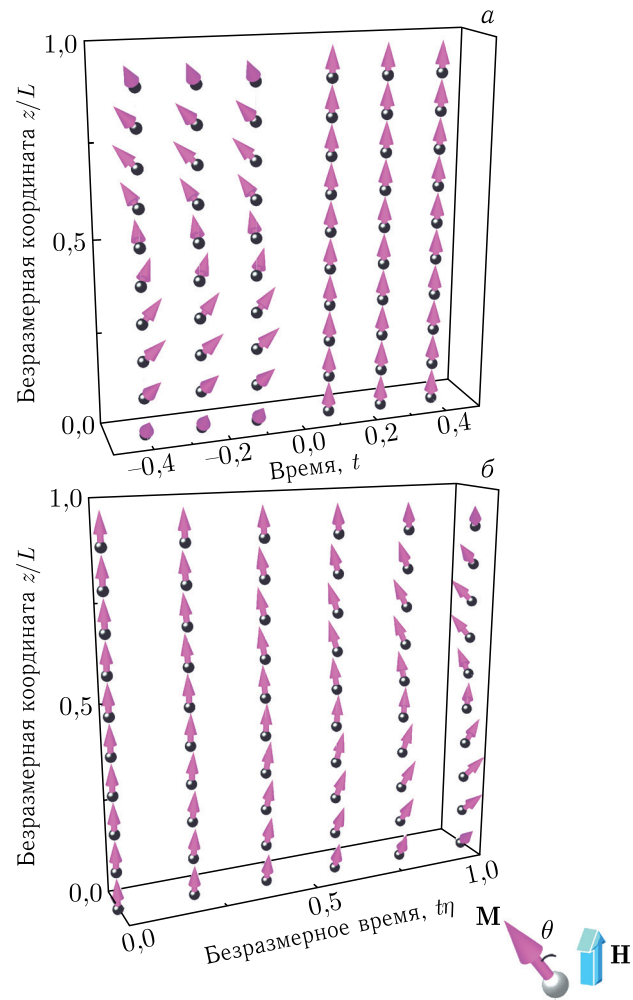 а
1,0
0,5
0,0
Безразмерная координата z/L
–0,4 –0,2 0,0 0,2 0,4
Время, t
б
1,0
0,5
0,0
Безразмерная координата z/L
0,0 0,5 1,0
Безразмерное время, tη
M θ H